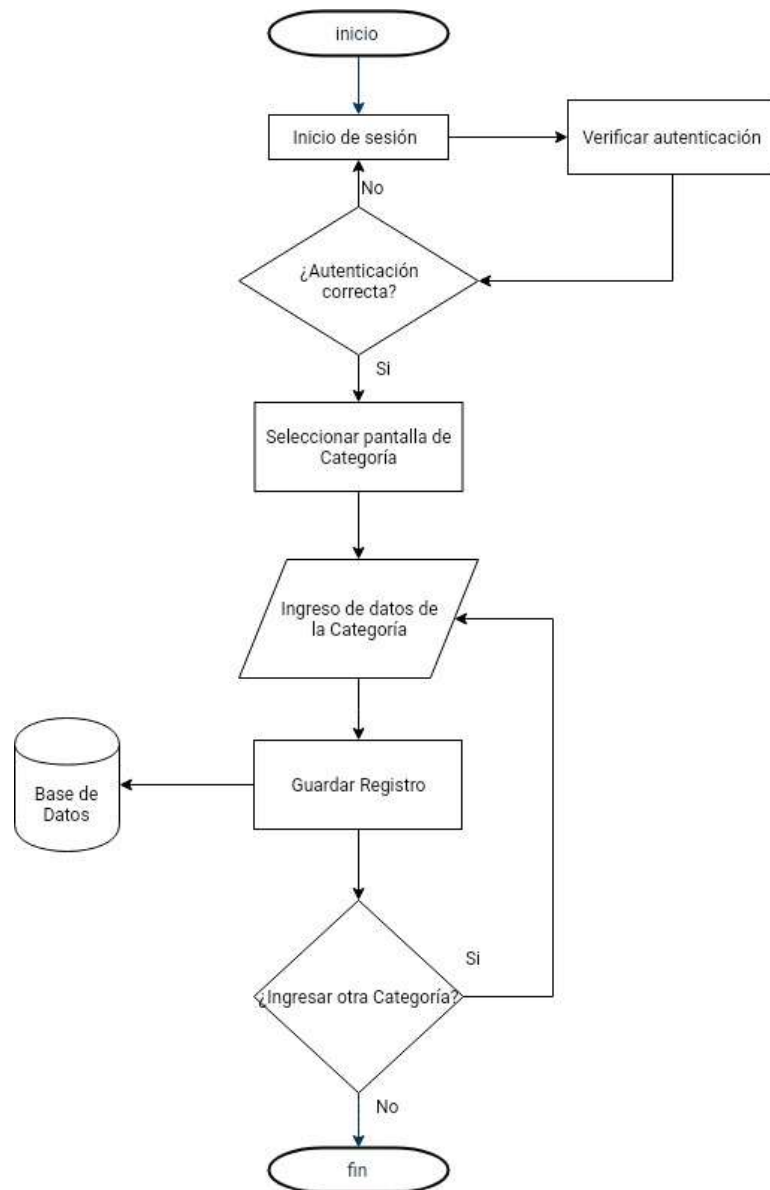 inicio
Inicio de sesión
Verificar autenticación
No
¿Autenticación
correcta?
Si
Seleccionar pantalla de
Categoría
Ingreso de datos de
la Categoría
Guardar Registro
Base de
Datos
Si
¿Ingresar otra Categoría?
No
fin